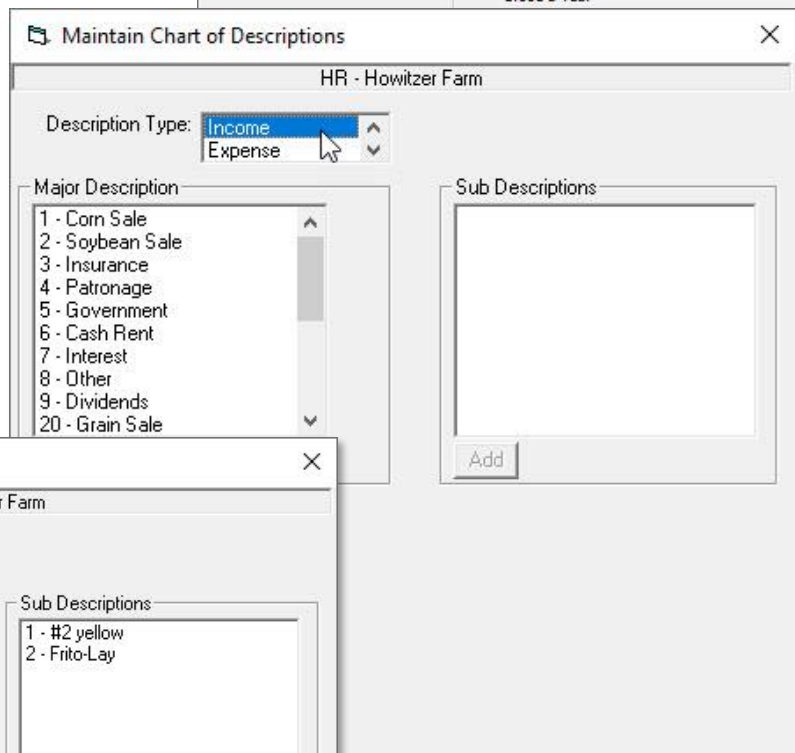 Maintain Chart of Descriptions
HR - Howitzer Farm
Description Type:
Income
Expense
Major Description
1 - Corn Sale
2 - Soybean Sale
3 - Insurance
4 - Patronage
5 - Government
6 - Cash Rent
7 - Interest
8 - Other
9 - Dividends
20 - Grain Sale
Sub Descriptions
Add
r Farm
Sub Descriptions
1 - #2 yellow
2 - Frito-Lay